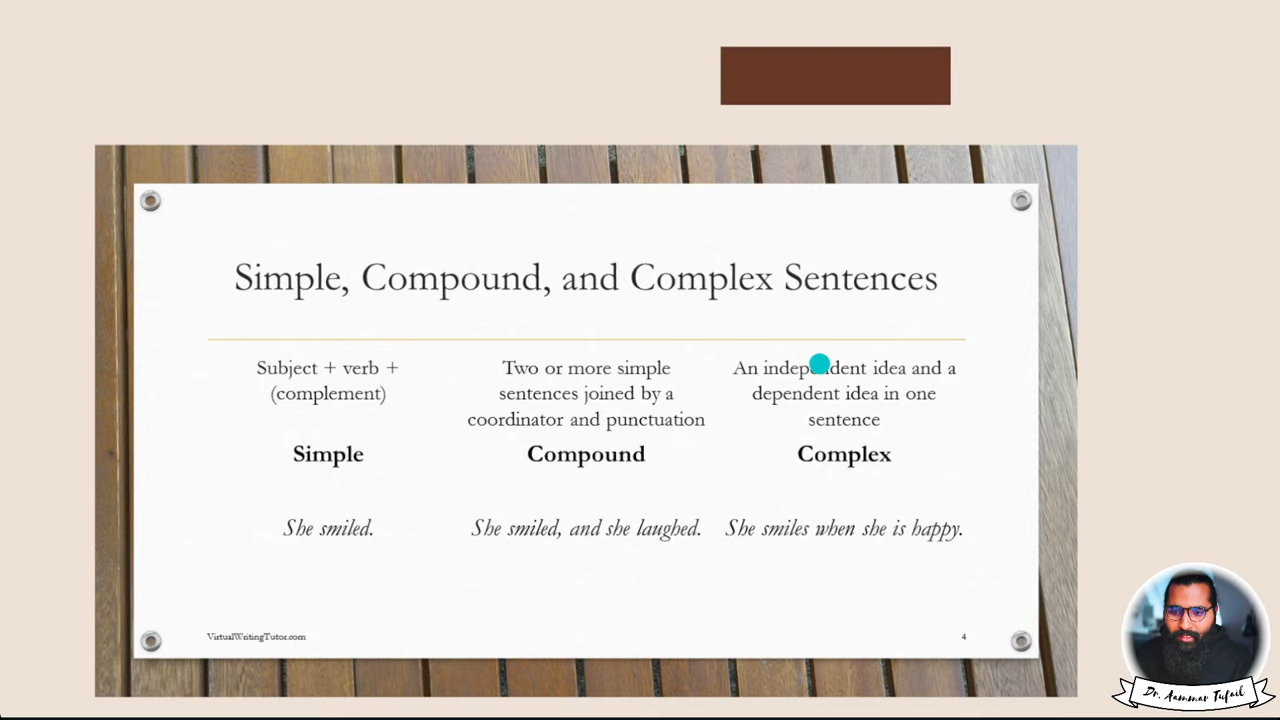 Simple, Compound, and Complex Sentences
Subject + verb +
(complement)
Simple
She smiled.
Two or more simple
sentences joined by a
coordinator and punctuation
Compound
She smiled, and she laughed.
An idea and a
dependent idea in one
sentence
Complex
She smiles when she is happy.
VirtualWritingTutor.com
4
Dr. Aammar Tufail